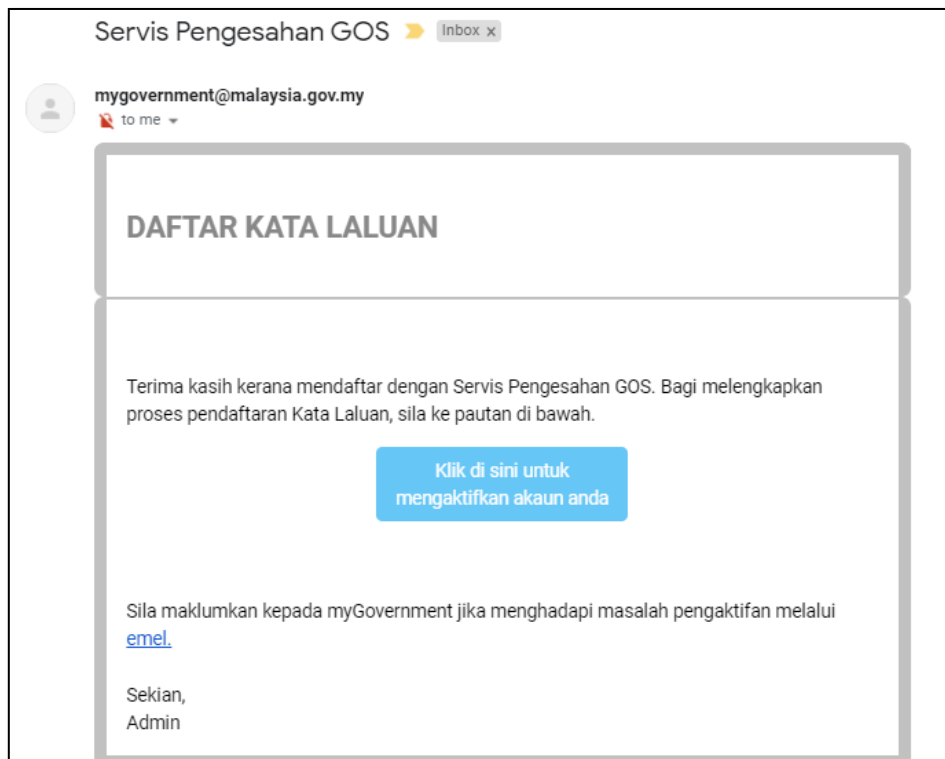 Servis Pengesahan GOS
Inbox x
mygovernment@malaysia.gov.my
to me
DAFTAR KATA LALUAN
Terima kasih kerana mendaftar dengan Servis Pengesahan GOS. Bagi melengkapkan
proses pendaftaran Kata Laluan, sila ke pautan di bawah.
Klik di sini untuk
mengaktifkan akaun anda
Sila maklumkan kepada myGovernment jika menghadapi masalah pengaktifan melalui
emel.
Sekian,
Admin